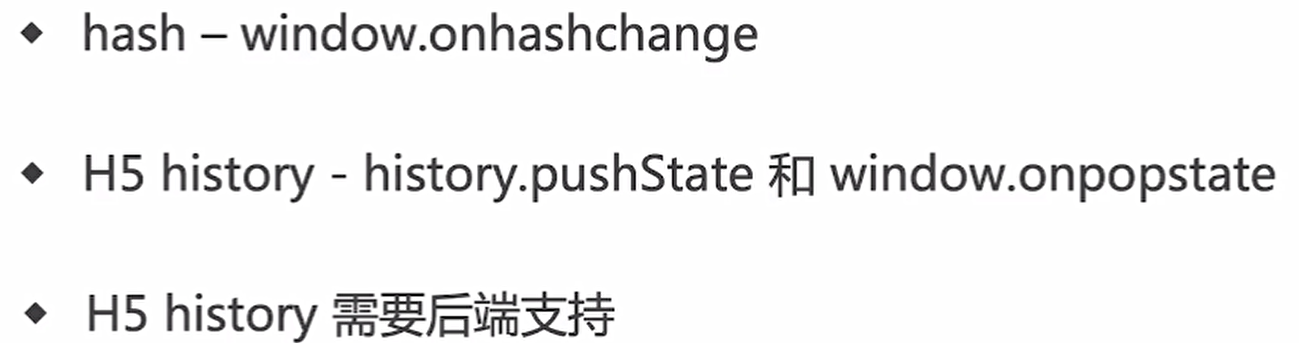 ◆ hash – window.onhashchange
◆ H5 history - history.pushState 和 window.onpopstate
◆ H5 history 需要后端支持